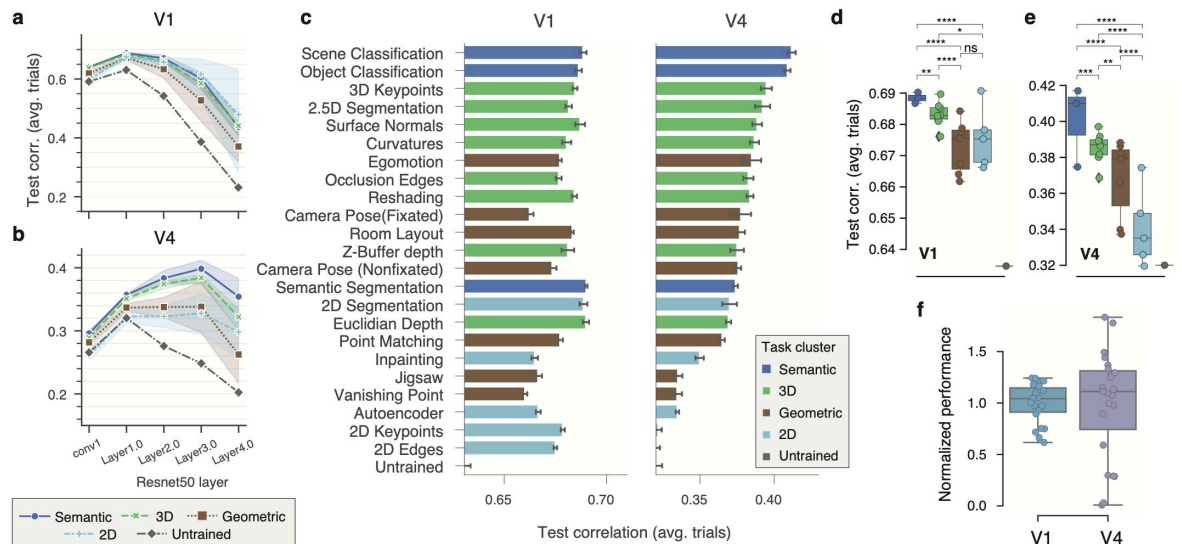 a
V1
Test corr. (avg. trials)
0.6
0.4
0.2
b
V4
0.4
0.3
0.2
conv1
Layer1.0
Layer2.0
Layer3.0
Layer4.0
Resnet50 layer
Semantic
3D
Geometric
2D
Untrained
c
V1
V4
Scene Classification
Object Classification
3D Keypoints
2.5D Segmentation
Surface Normals
Curvatures
Egomotion
Occlusion Edges
Reshading
Camera Pose(Fixated)
Room Layout
Z-Buffer depth
Camera Pose (Nonfixated)
Semantic Segmentation
2D Segmentation
Euclidian Depth
Point Matching
Inpainting
Jigsaw
Vanishing Point
Autoencoder
2D Keypoints
2D Edges
Untrained
0.65
0.70
0.35
0.40
Test correlation (avg. trials)
Task cluster
Semantic
3D
Geometric
2D
Untrained
d
****
*
****
ns
****
**
Test corr. (avg. trials)
0.69
0.68
0.67
0.66
0.65
0.64
V1
e
****
****
****
****
**
***
0.42
0.40
0.38
0.36
0.34
0.32
V4
f
Normalized performance
1.5
1.0
0.5
0.0
V1
V4